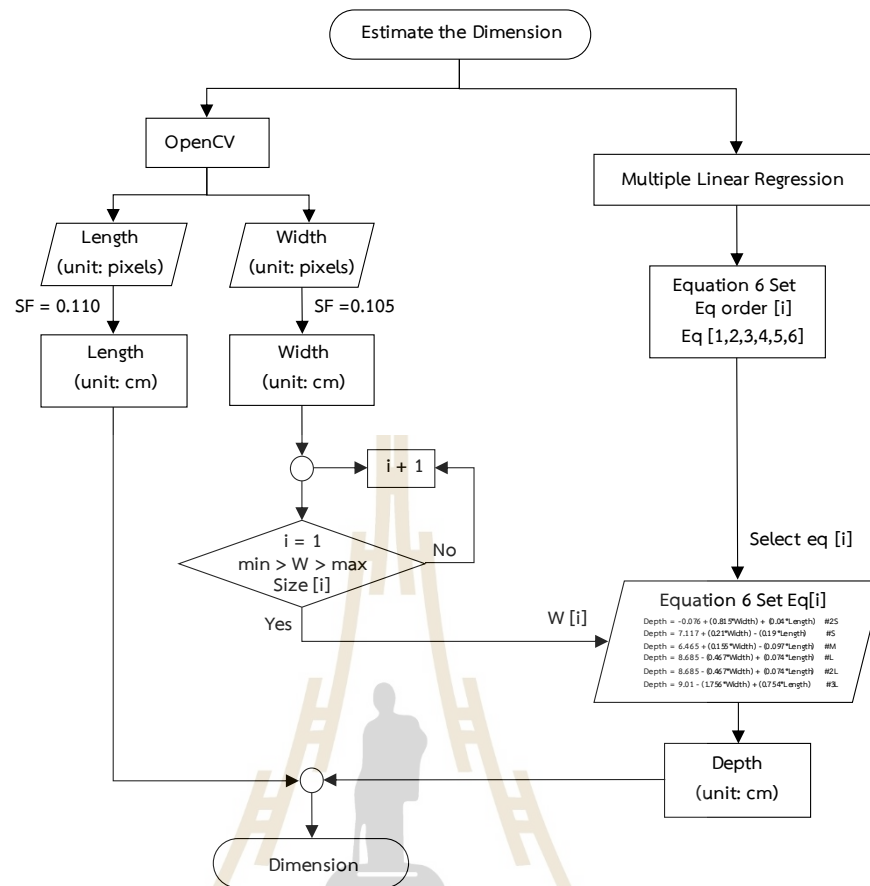 Estimate the Dimension
OpenCV
Multiple Linear Regression
Length
(unit: pixels)
Width
(unit: pixels)
SF = 0.110
SF =0.105
Equation 6 Set
Eq order [i]
Eq [1,2,3,4,5,6]
Length
(unit: cm)
Width
(unit: cm)
i + 1
i = 1
min > W > max
Size [i]
No
Yes
Select eq [i]
W [i]
Equation 6 Set Eq[i]
Depth = -0.076 + (0.815*Width) + (0.04*Length) #2S
Depth = 7.117 + (0.21*Width) - (0.19*Length) #S
Depth = 6.465 + (0.155*Width) - (0.097*Length) #M
Depth = 8.685 - (0.467*Width) + (0.074*Length) #L
Depth = 8.685 - (0.467*Width) + (0.074*Length) #2L
Depth = 9.01 - (1.756*Width) + (0.754*Length) #3L
Depth
(unit: cm)
Dimension